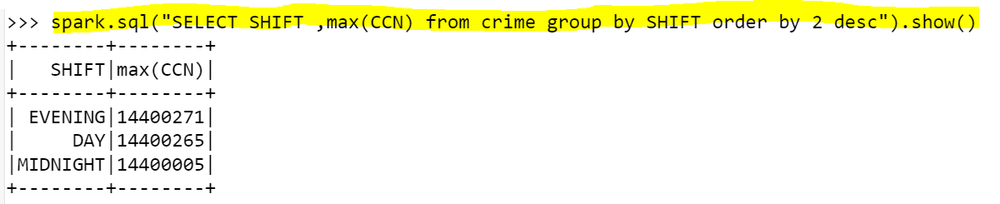 >>> spark.sql("SELECT SHIFT ,max(CCN) from crime group by SHIFT order by 2 desc").show()
+--------+--------+
|   SHIFT|max(CCN)|
+--------+--------+
| EVENING|14400271|
|     DAY|14400265|
|MIDNIGHT|14400005|
+--------+--------+